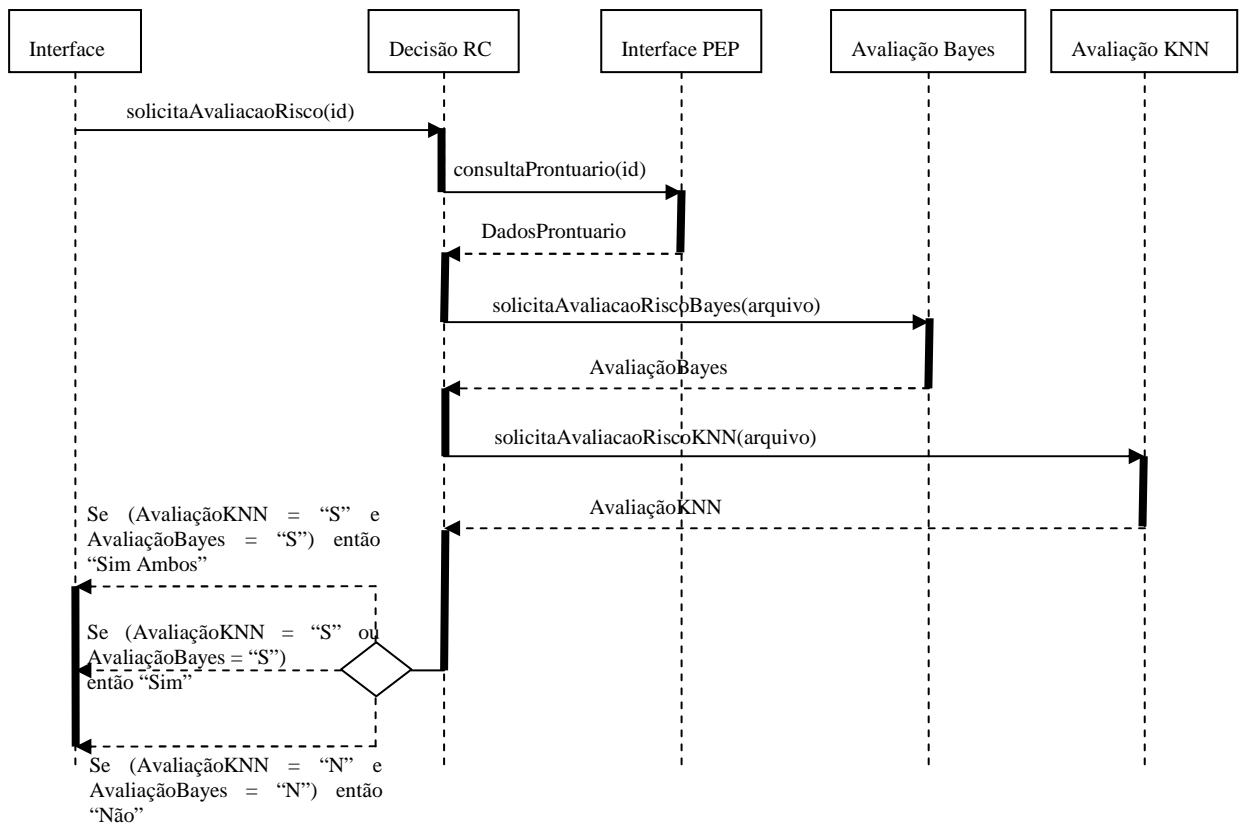 Interface
Decisão RC
Interface PEP
Avaliação Bayes
Avaliação KNN
solicitaAvaliacaoRisco(id)
consultaProntuario(id)
DadosProntuario
solicitaAvaliacaoRiscoBayes(arquivo)
AvaliaçãoBayes
solicitaAvaliacaoRiscoKNN(arquivo)
AvaliaçãoKNN
Se (AvaliaçãoKNN = “S” e
AvaliaçãoBayes = “S”) então
“Sim Ambos”
Se (AvaliaçãoKNN = “S” ou
AvaliaçãoBayes = “S”)
então “Sim”
Se (AvaliaçãoKNN = “N” e
AvaliaçãoBayes = “N”) então
“Não”